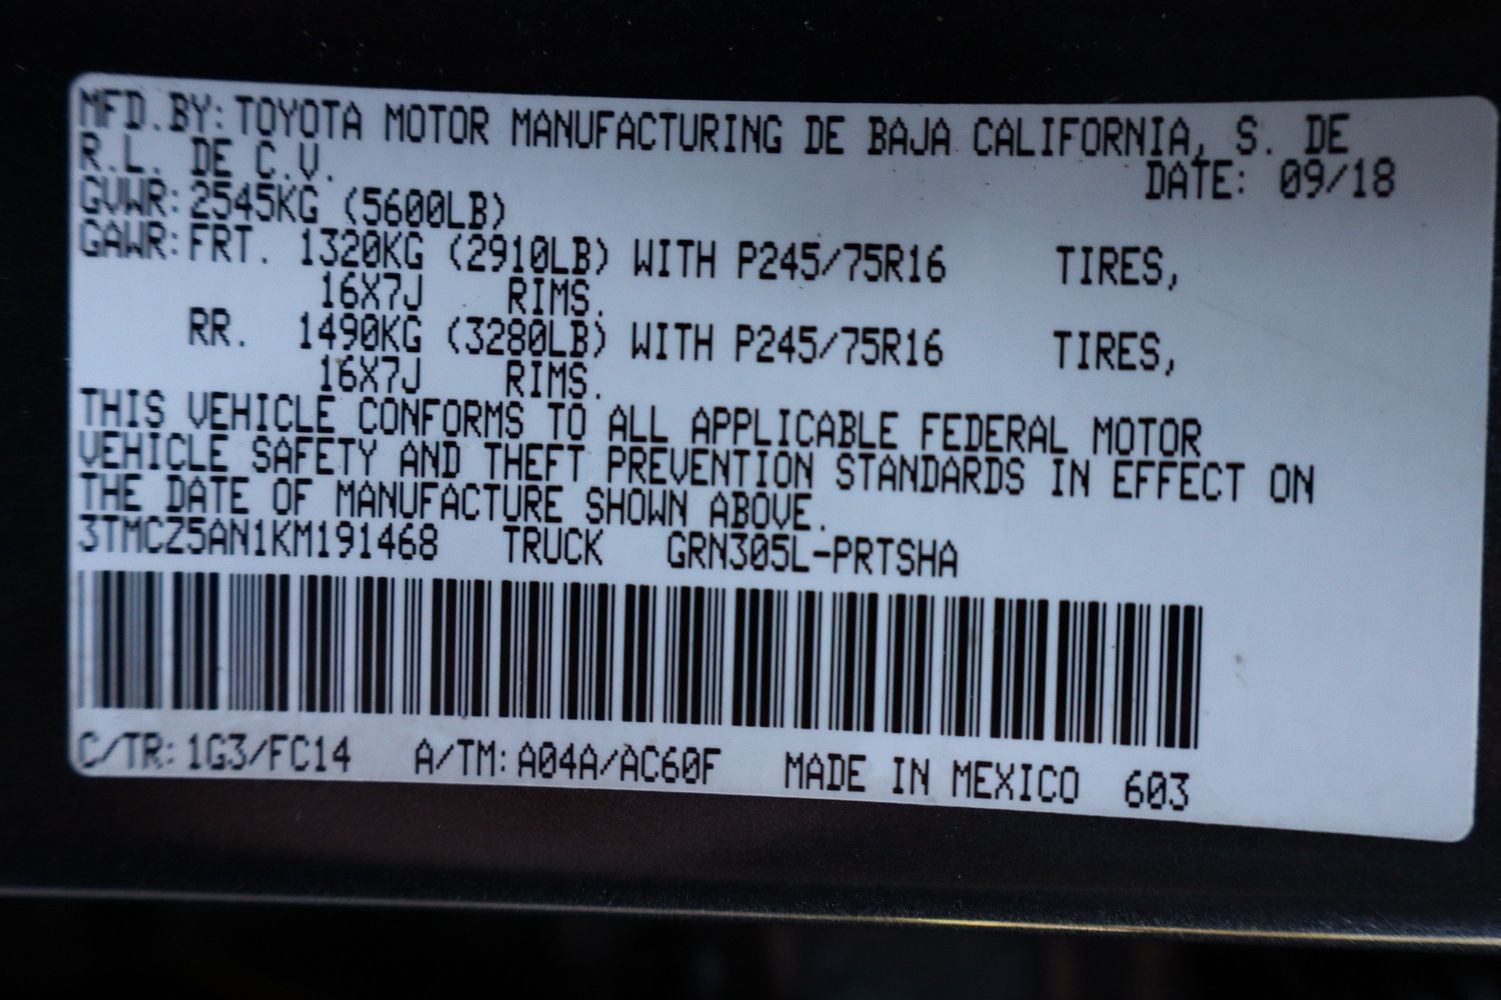 MFD.BY: TOYOTA MOTOR MANUFACTURING DE BAJA CALIFORNIA, S. DE
R.L. DE C.V. DATE: 09/18
GVWR: 2545KG (5600LB)
GAWR: FRT. 1320KG (2910LB) WITH P245/75R16 TIRES,
16X7J RIMS.
RR. 1490KG (3280LB) WITH P245/75R16 TIRES,
16X7J RIMS.
THIS VEHICLE CONFORMS TO ALL APPLICABLE FEDERAL MOTOR
VEHICLE SAFETY AND THEFT PREVENTION STANDARDS IN EFFECT ON
THE DATE OF MANUFACTURE SHOWN ABOVE.
3TMCZ5AN1KM191468 TRUCK GRN305L-PRTSHA
C/TR: 1G3/FC14 A/TM: A04A/AC60F MADE IN MEXICO 603